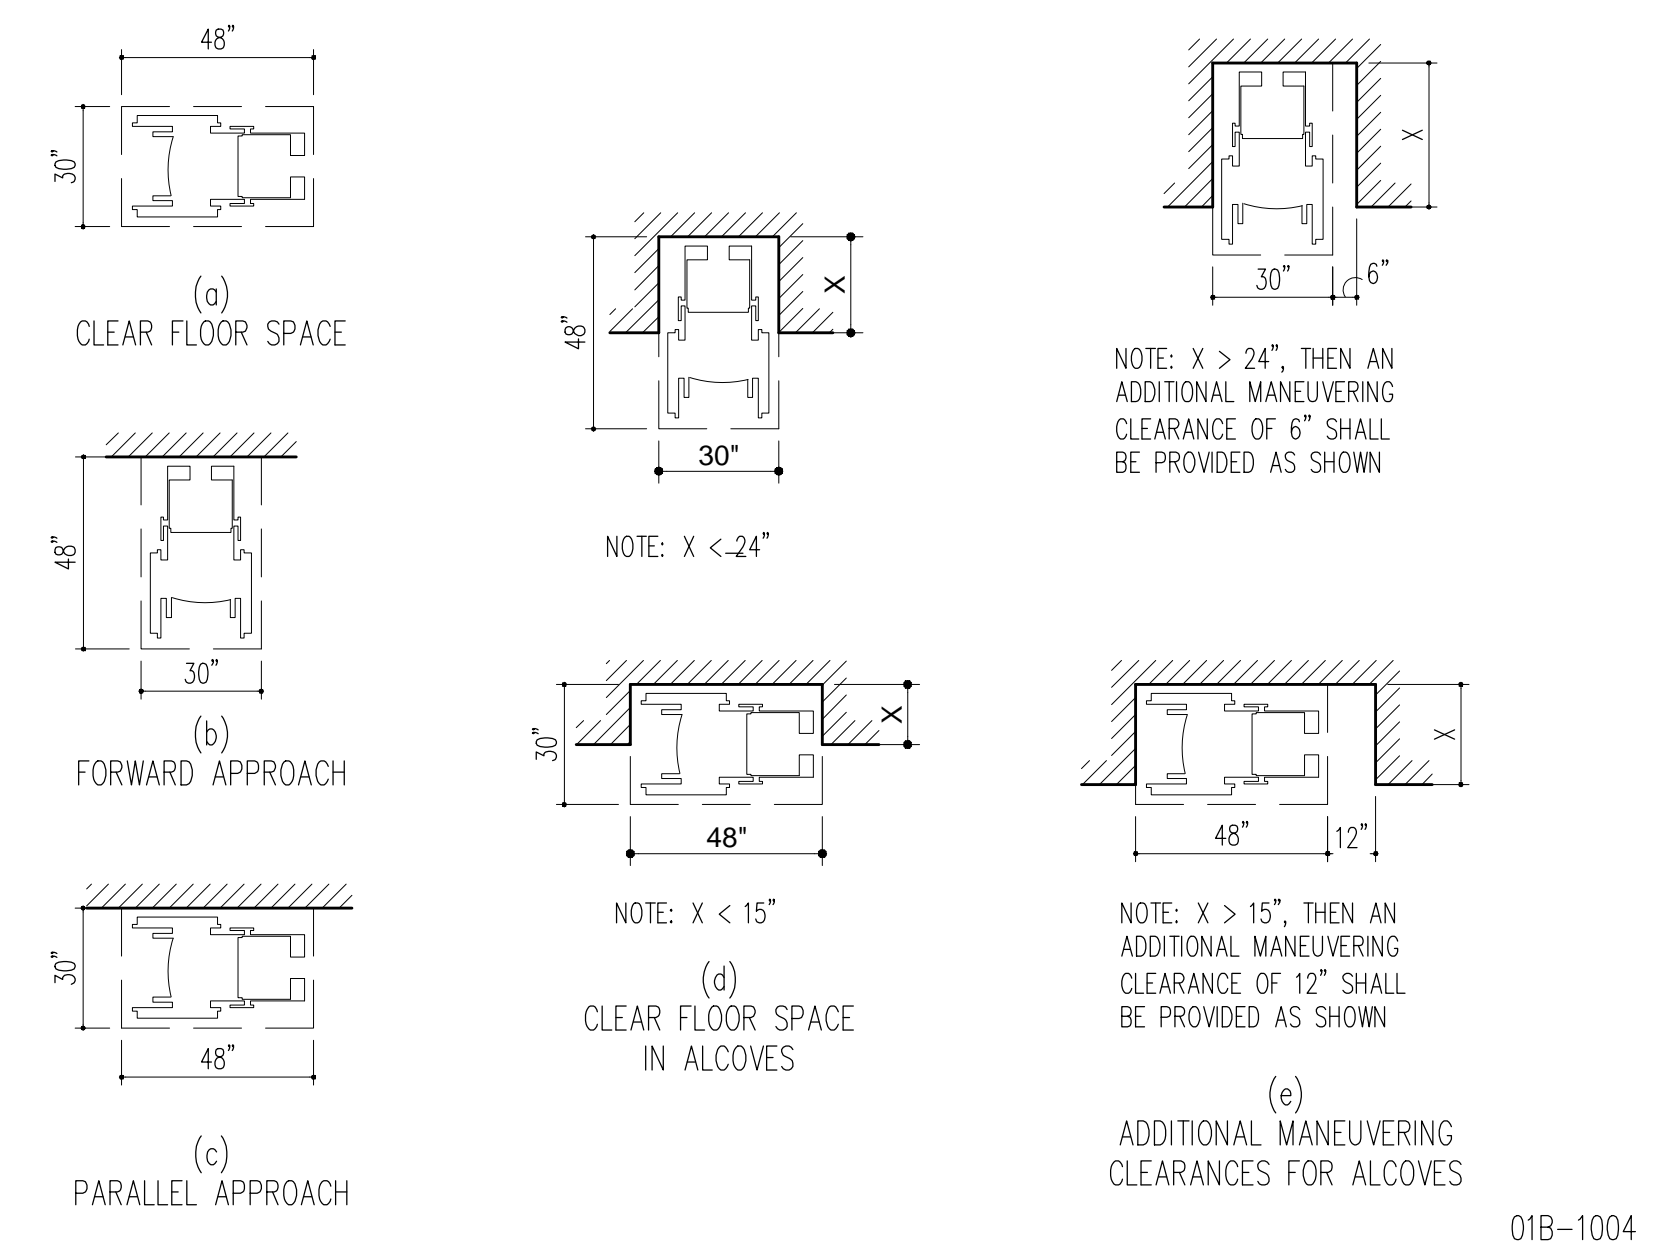 48”
30”
(a)
CLEAR FLOOR SPACE
48”
30”
(b)
FORWARD APPROACH
30”
48”
(c)
PARALLEL APPROACH
48”
X
30"
NOTE: X <_24”
30”
X
48"
NOTE: X < 15”
(d)
CLEAR FLOOR SPACE
IN ALCOVES
X
30”
6”
NOTE: X > 24”, THEN AN
ADDITIONAL MANEUVERING
CLEARANCE OF 6” SHALL
BE PROVIDED AS SHOWN
X
48”
12”
NOTE: X > 15”, THEN AN
ADDITIONAL MANEUVERING
CLEARANCE OF 12” SHALL
BE PROVIDED AS SHOWN
(e)
ADDITIONAL MANEUVERING
CLEARANCES FOR ALCOVES
01B-1004